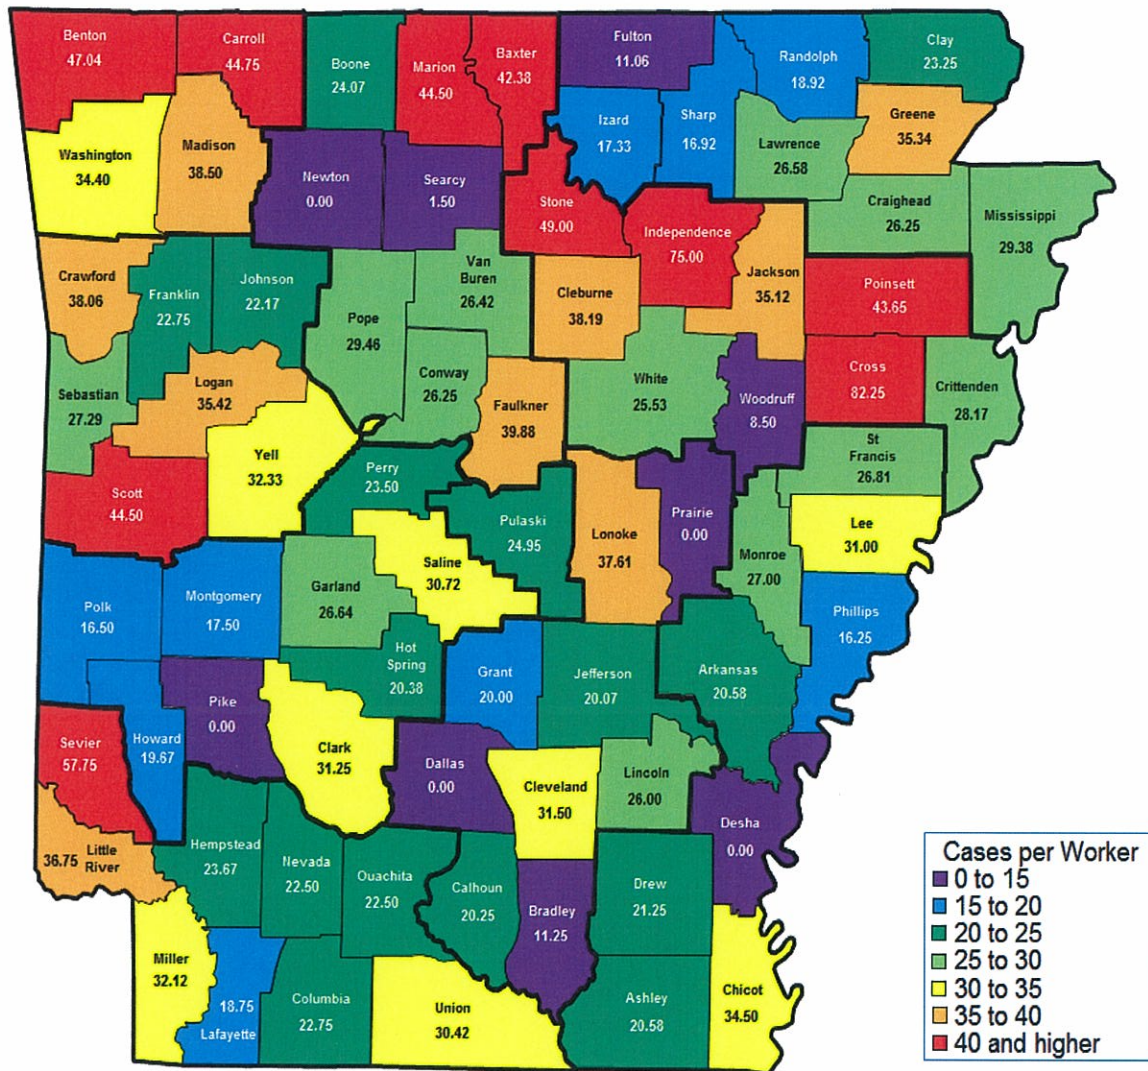 Benton
47.04
Carroll
44.75
Boone
24.07
Marion
44.50
Baxter
42.38
Fulton
11.06
Randolph
18.92
Clay
23.25
Izard
17.33
Sharp
16.92
Greene
35.34
Lawrence
26.58
Washington
34.40
Madison
38.50
Newton
0.00
Searcy
1.50
Stone
49.00
Independence
75.00
Craighead
26.25
Mississippi
29.38
Crawford
38.06
Franklin
22.75
Johnson
22.17
Van
Buren
26.42
Pope
29.46
Cleburne
38.19
Jackson
35.12
Poinsett
43.65
Sebastian
27.29
Logan
35.42
Conway
26.25
Faulkner
39.88
White
25.53
Woodruff
8.50
Cross
82.25
Crittenden
28.17
Yell
32.33
St
Francis
26.81
Scott
44.50
Perry
23.50
Pulaski
24.95
Lonoke
37.61
Prairie
0.00
Lee
31.00
Saline
30.72
Monroe
27.00
Polk
16.50
Montgomery
17.50
Garland
26.64
Phillips
16.25
Hot
Spring
20.38
Grant
20.00
Jefferson
20.07
Arkansas
20.58
Pike
0.00
Sevier
57.75
Howard
19.67
Clark
31.25
Dallas
0.00
Cleveland
31.50
Lincoln
26.00
Desha
0.00
36.75 Little
River
Hempstead
23.67
Nevada
22.50
Ouachita
22.50
Calhoun
20.25
Bradley
11.25
Drew
21.25
Miller
32.12
18.75
Lafayette
Columbia
22.75
Union
30.42
Ashley
20.58
Chicot
34.50
Cases per Worker
0 to 15
15 to 20
20 to 25
25 to 30
30 to 35
35 to 40
40 and higher